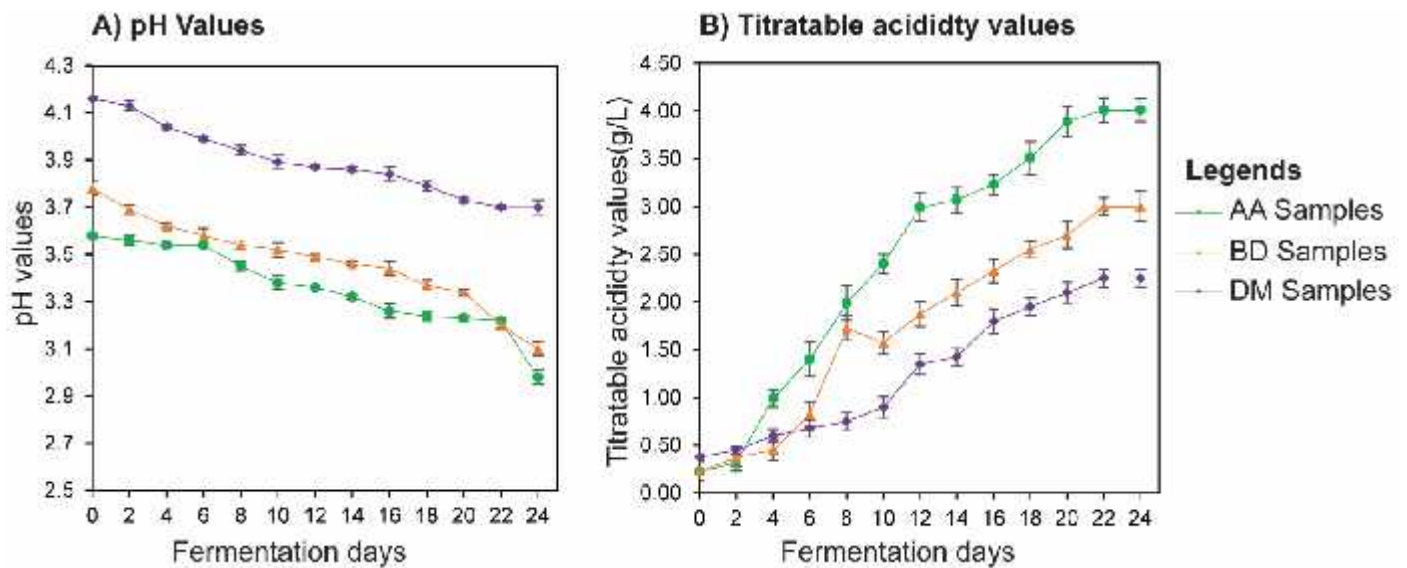 A) pH Values
B) Titratable acididty values
pH values
4.3
4.1
3.9
3.7
3.5
3.3
3.1
2.9
2.7
2.5
0 2 4 6 8 10 12 14 16 18 20 22 24
Fermentation days
Titratable acididty values(g/L)
4.50
4.00
3.50
3.00
2.50
2.00
1.50
1.00
0.50
0.00
0 2 4 6 8 10 12 14 16 18 20 22 24
Fermentation days
Legends
AA Samples
BD Samples
DM Samples